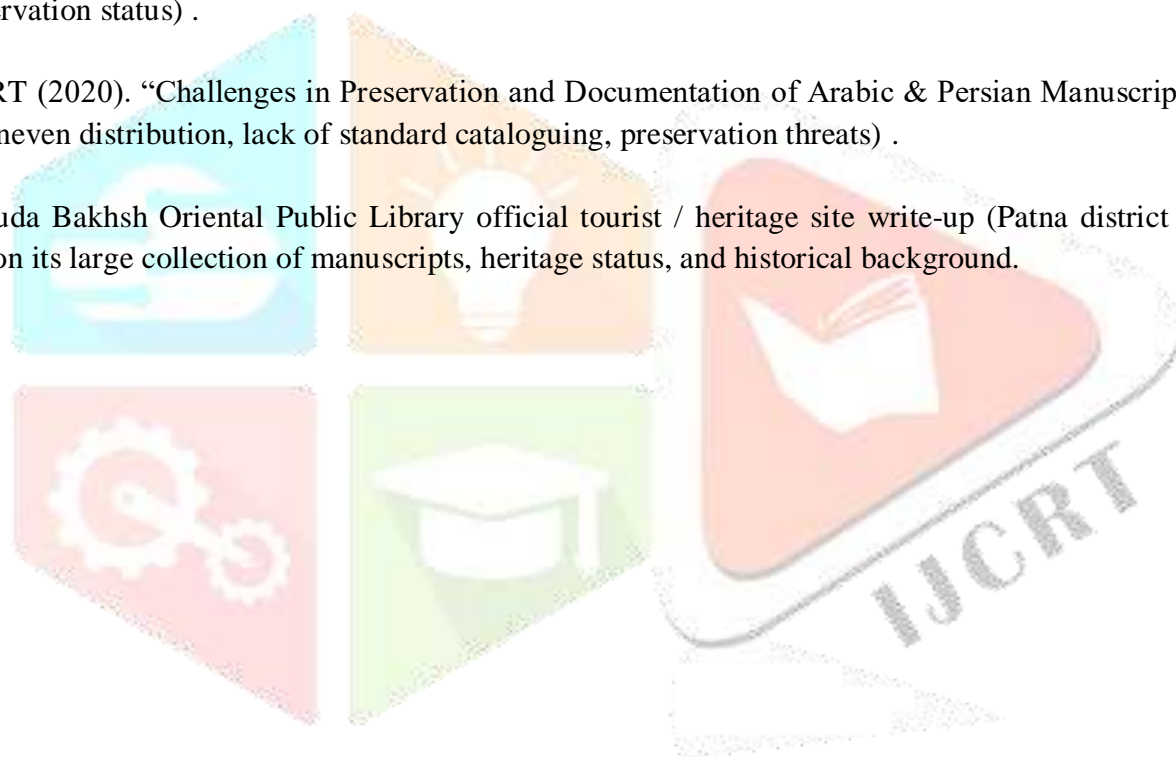 ervation status) .
RT (2020). “Challenges in Preservation and Documentation of Arabic & Persian Manuscrip
neven distribution, lack of standard cataloguing, preservation threats) .
uda Bakhsh Oriental Public Library official tourist / heritage site write-up (Patna district
on its large collection of manuscripts, heritage status, and historical background.
IJCRT